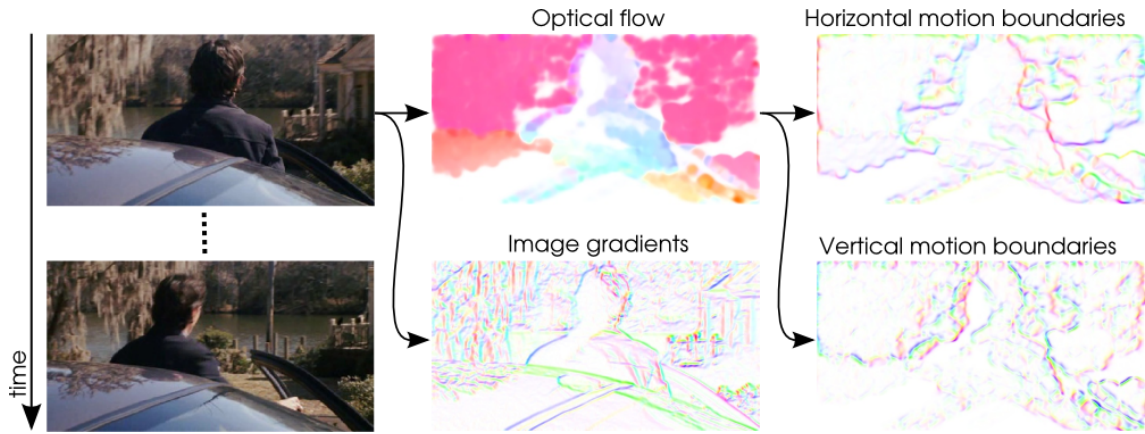 Optical flow
Horizontal motion boundaries
Image gradients
Vertical motion boundaries
time